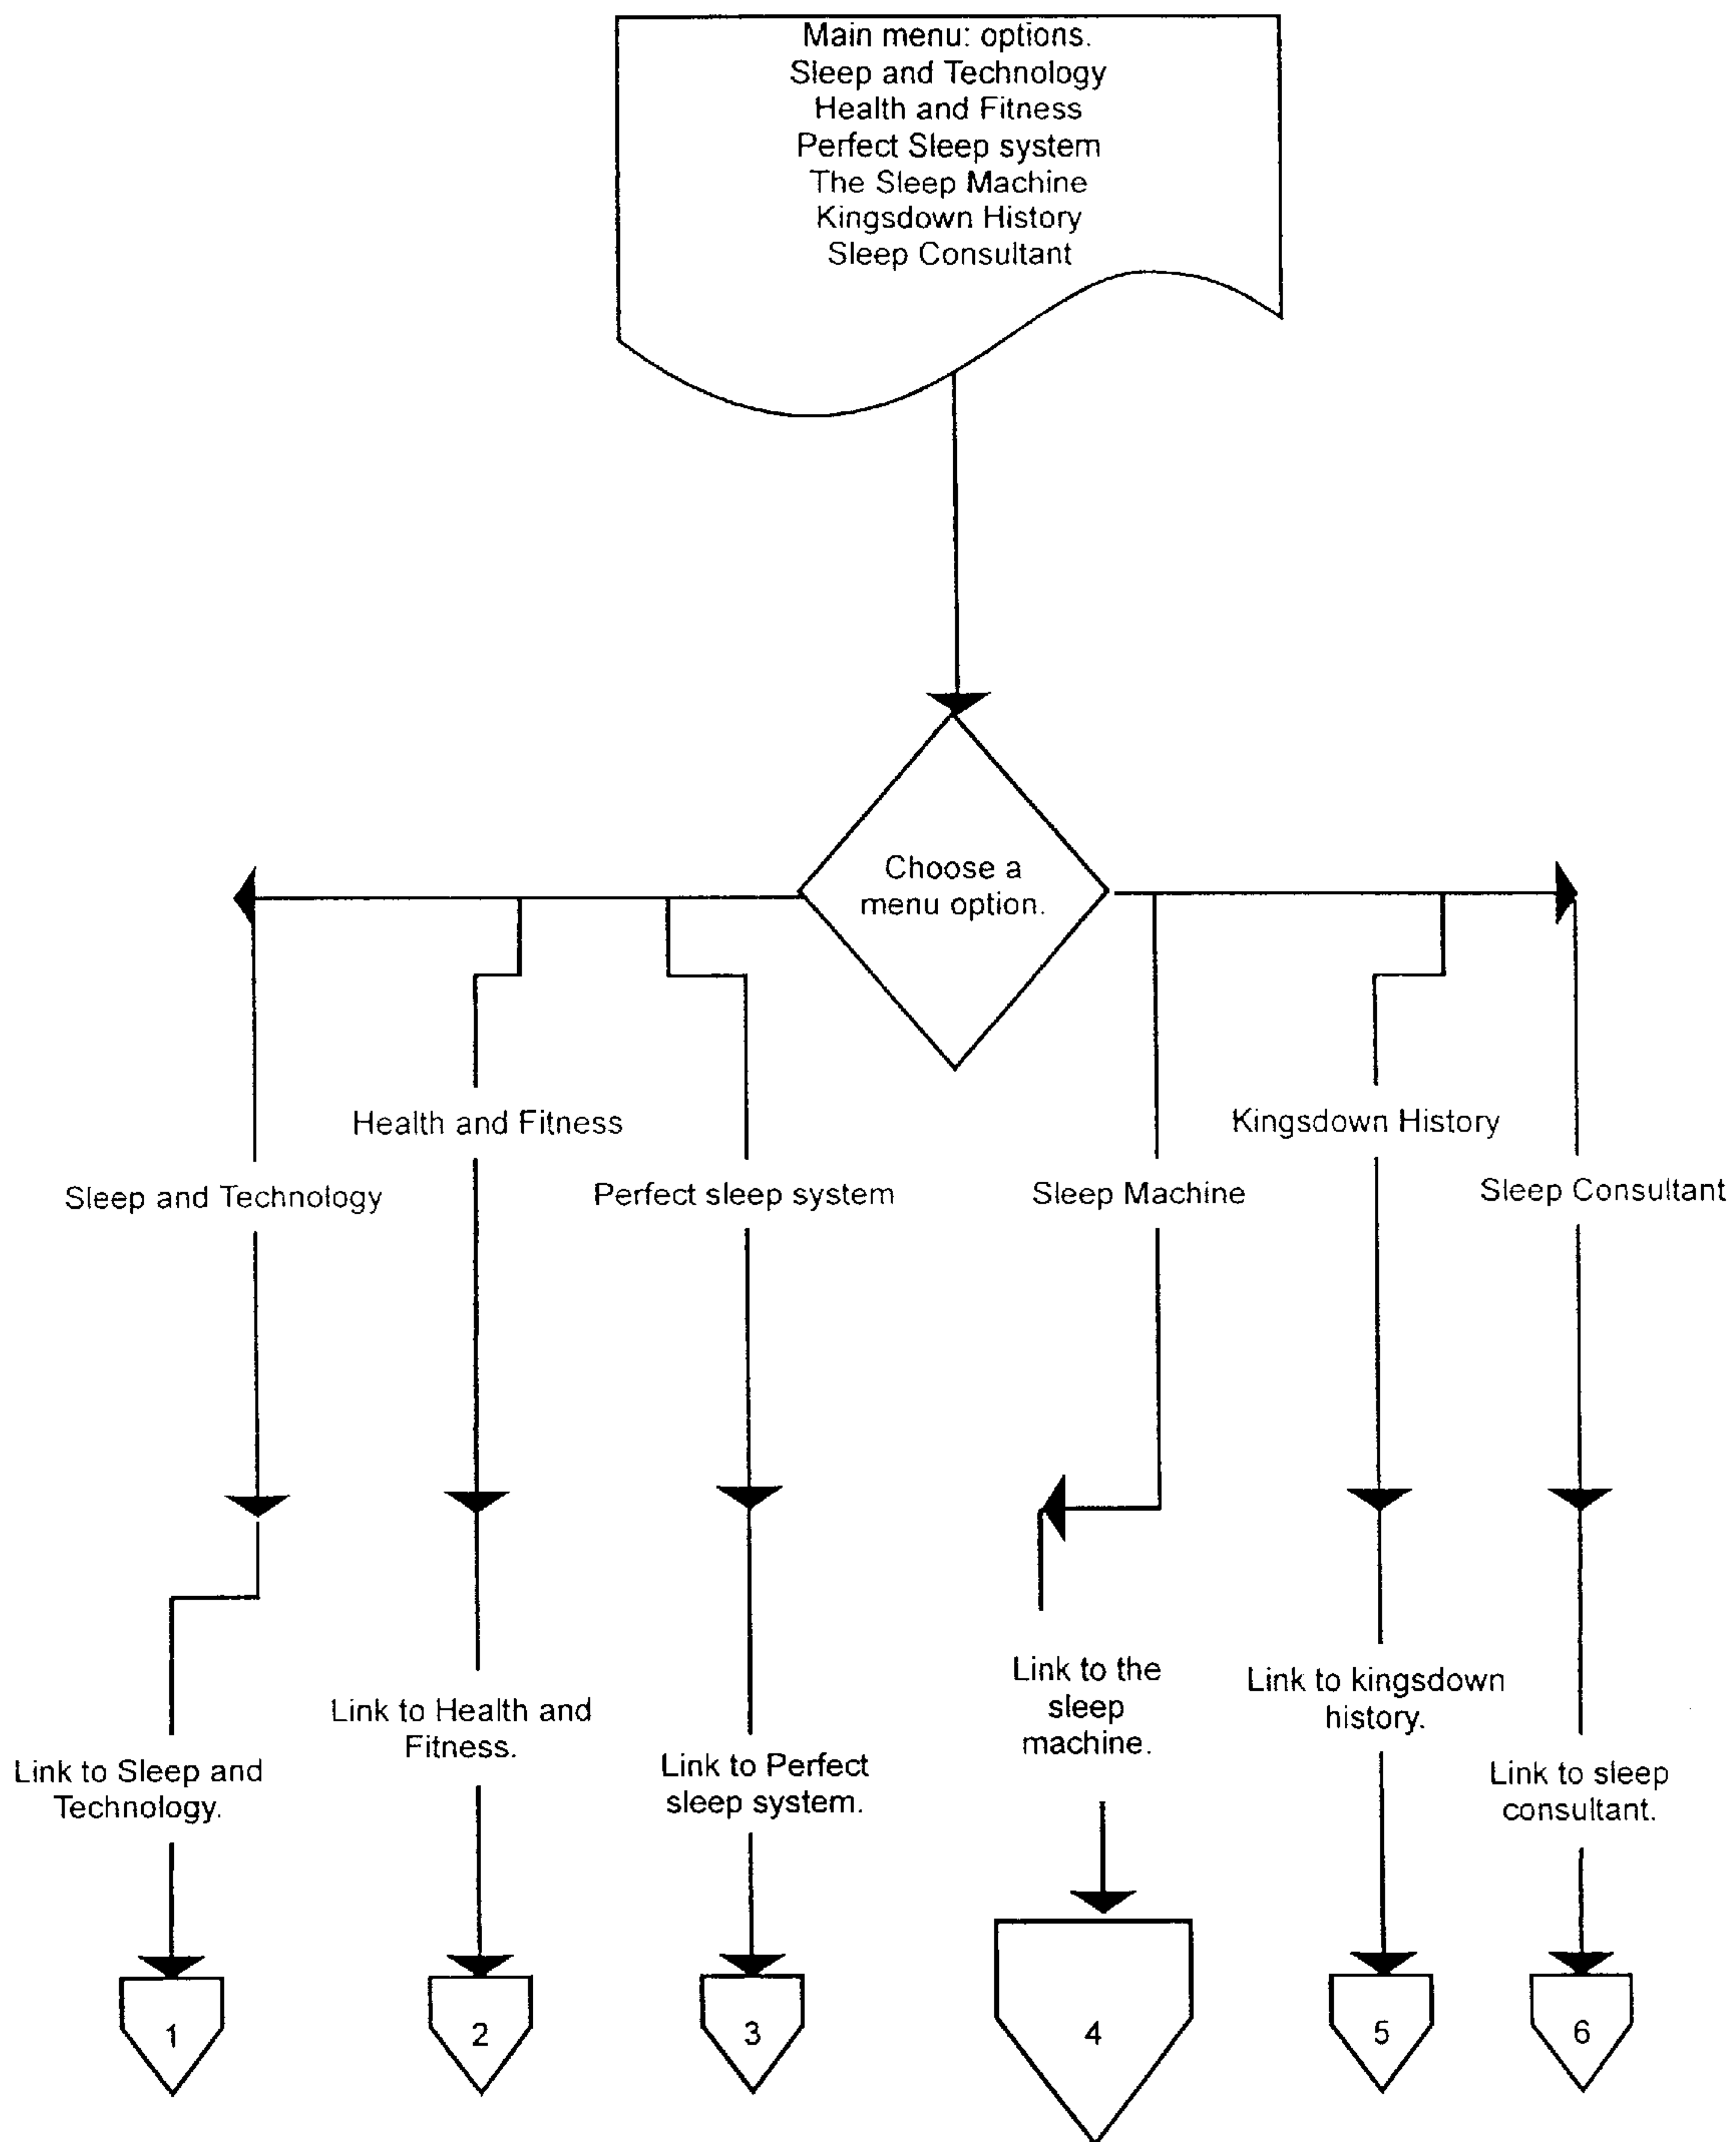 Main menu: options.
Sleep and Technology
Health and Fitness
Perfect Sleep system
The Sleep Machine
Kingsdown History
Sleep Consultant
Choose a
menu option.
Health and Fitness
Kingsdown History
Sleep and Technology
Perfect sleep system
Sleep Machine
Sleep Consultant
Link to Sleep and
Technology.
Link to Health and
Fitness.
Link to Perfect
sleep system.
Link to the
sleep
machine.
Link to kingsdown
history.
Link to sleep
consultant.
1
2
3
4
5
6